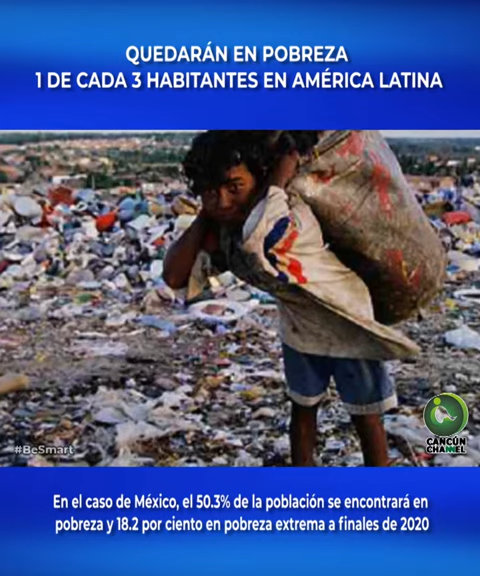 QUEDARÁN EN POBREZA
1 DE CADA 3 HABITANTES EN AMÉRICA LATINA
#BeSmart
CANCÚN
CHANNEL
En el caso de México, el 50.3% de la población se encontrará en
pobreza y 18.2 por ciento en pobreza extrema a finales de 2020